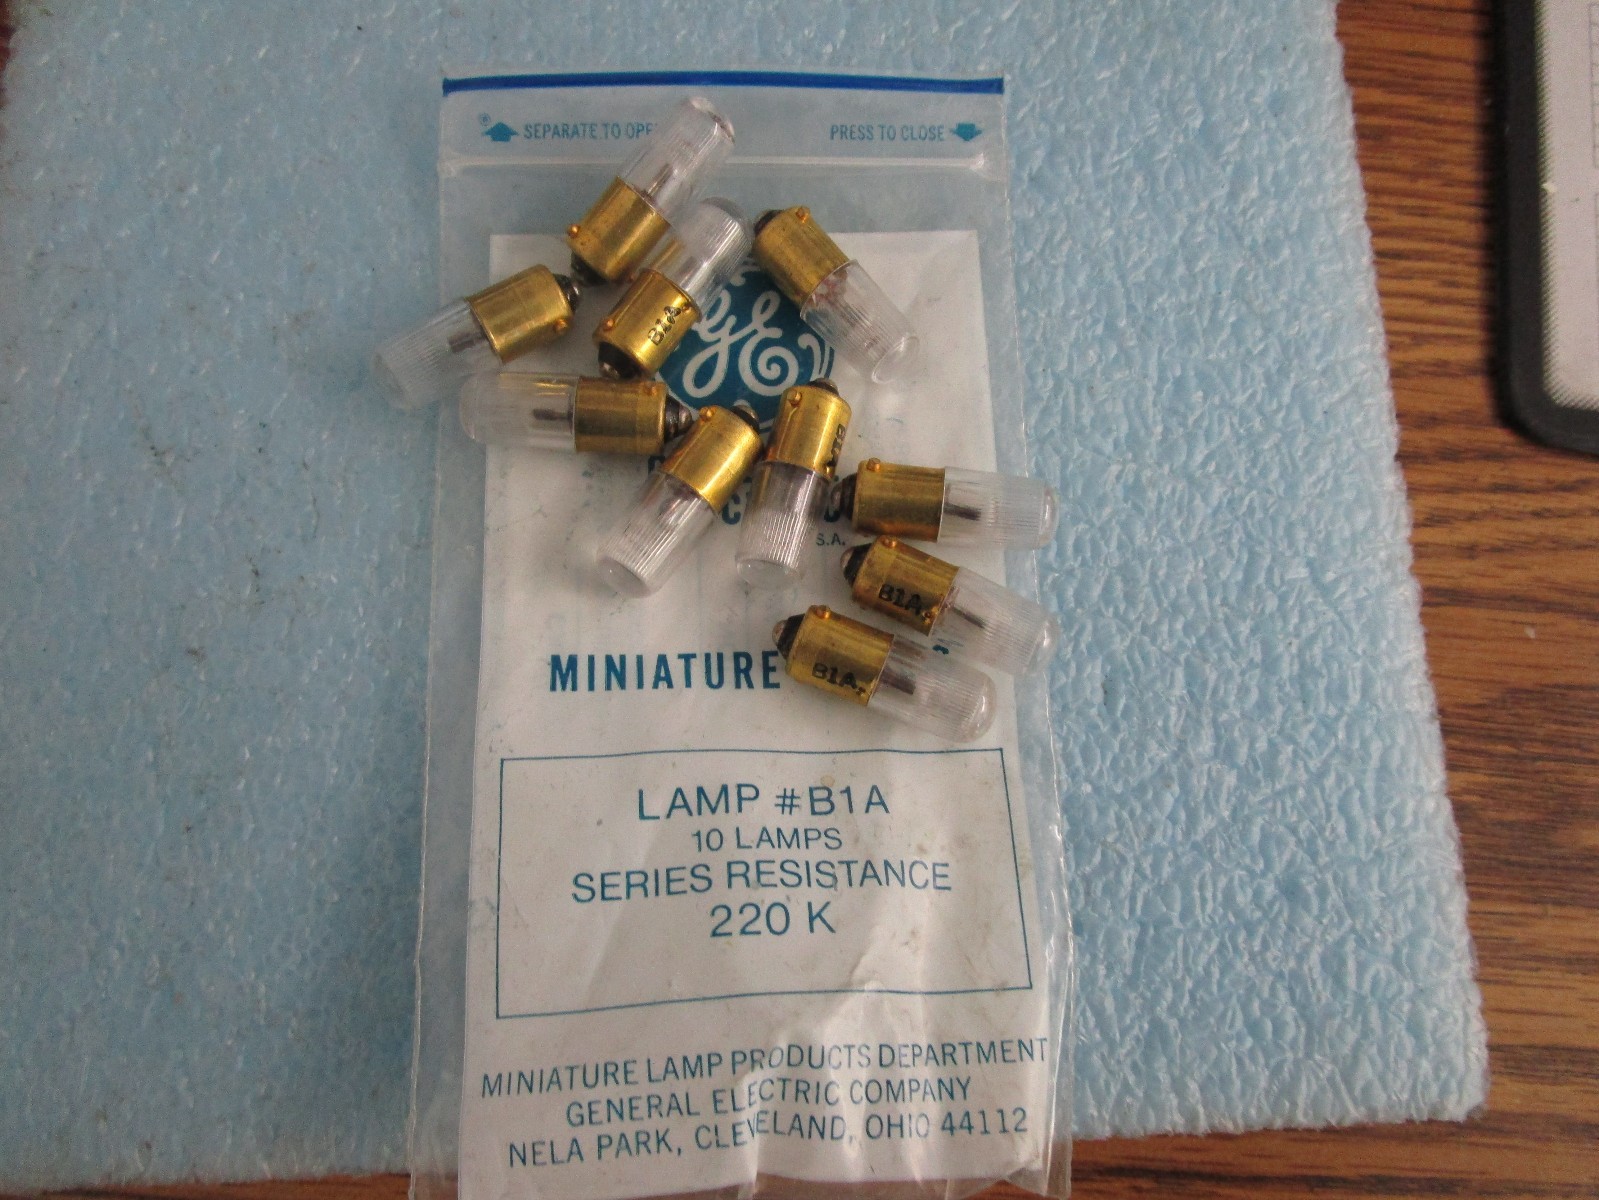 SEPARATE TO OPE
PRESS TO CLOSE
GE
B1A
S.A.
MINIATURE
B1A
B1A
LAMP #B1A
10 LAMPS
SERIES RESISTANCE
220 K
MINIATURE LAMP PRODUCTS DEPARTMENT
GENERAL ELECTRIC COMPANY
NELA PARK, CLEVELAND, OHIO 44112